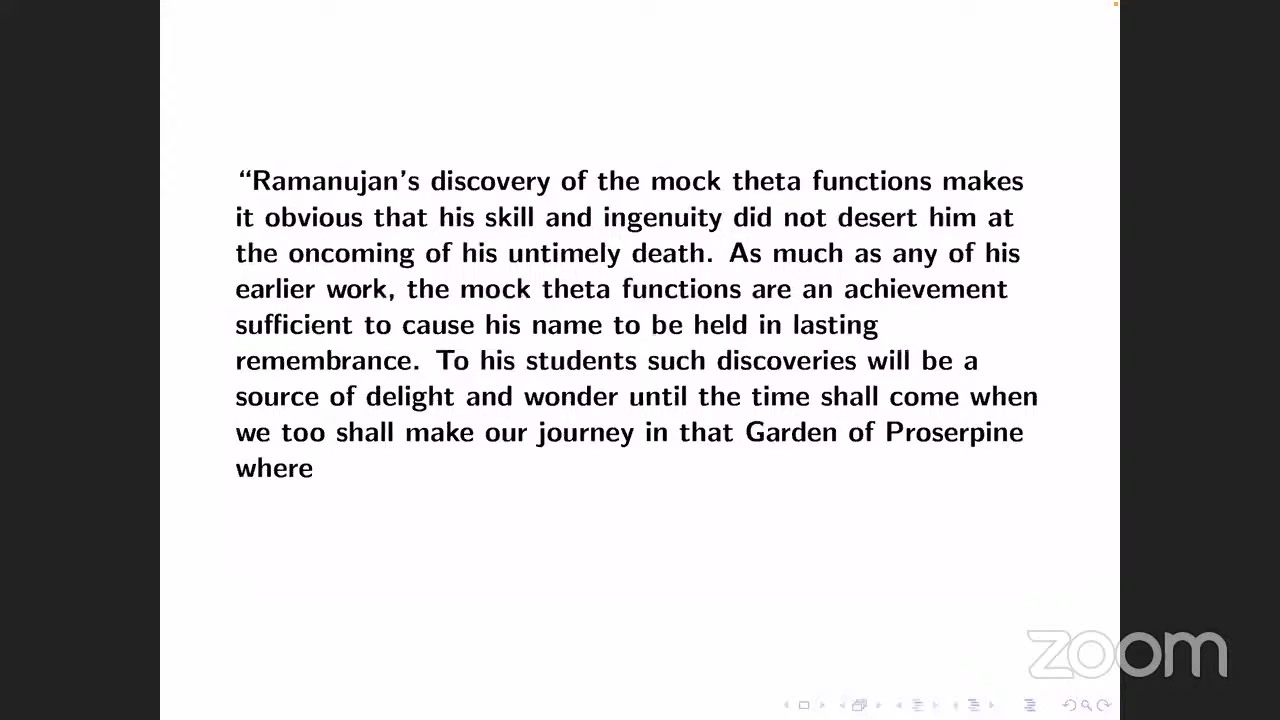 “Ramanujan’s discovery of the mock theta functions makes
it obvious that his skill and ingenuity did not desert him at
the oncoming of his untimely death. As much as any of his
earlier work, the mock theta functions are an achievement
sufficient to cause his name to be held in lasting
remembrance. To his students such discoveries will be a
source of delight and wonder until the time shall come when
we too shall make our journey in that Garden of Proserpine
where
zoom